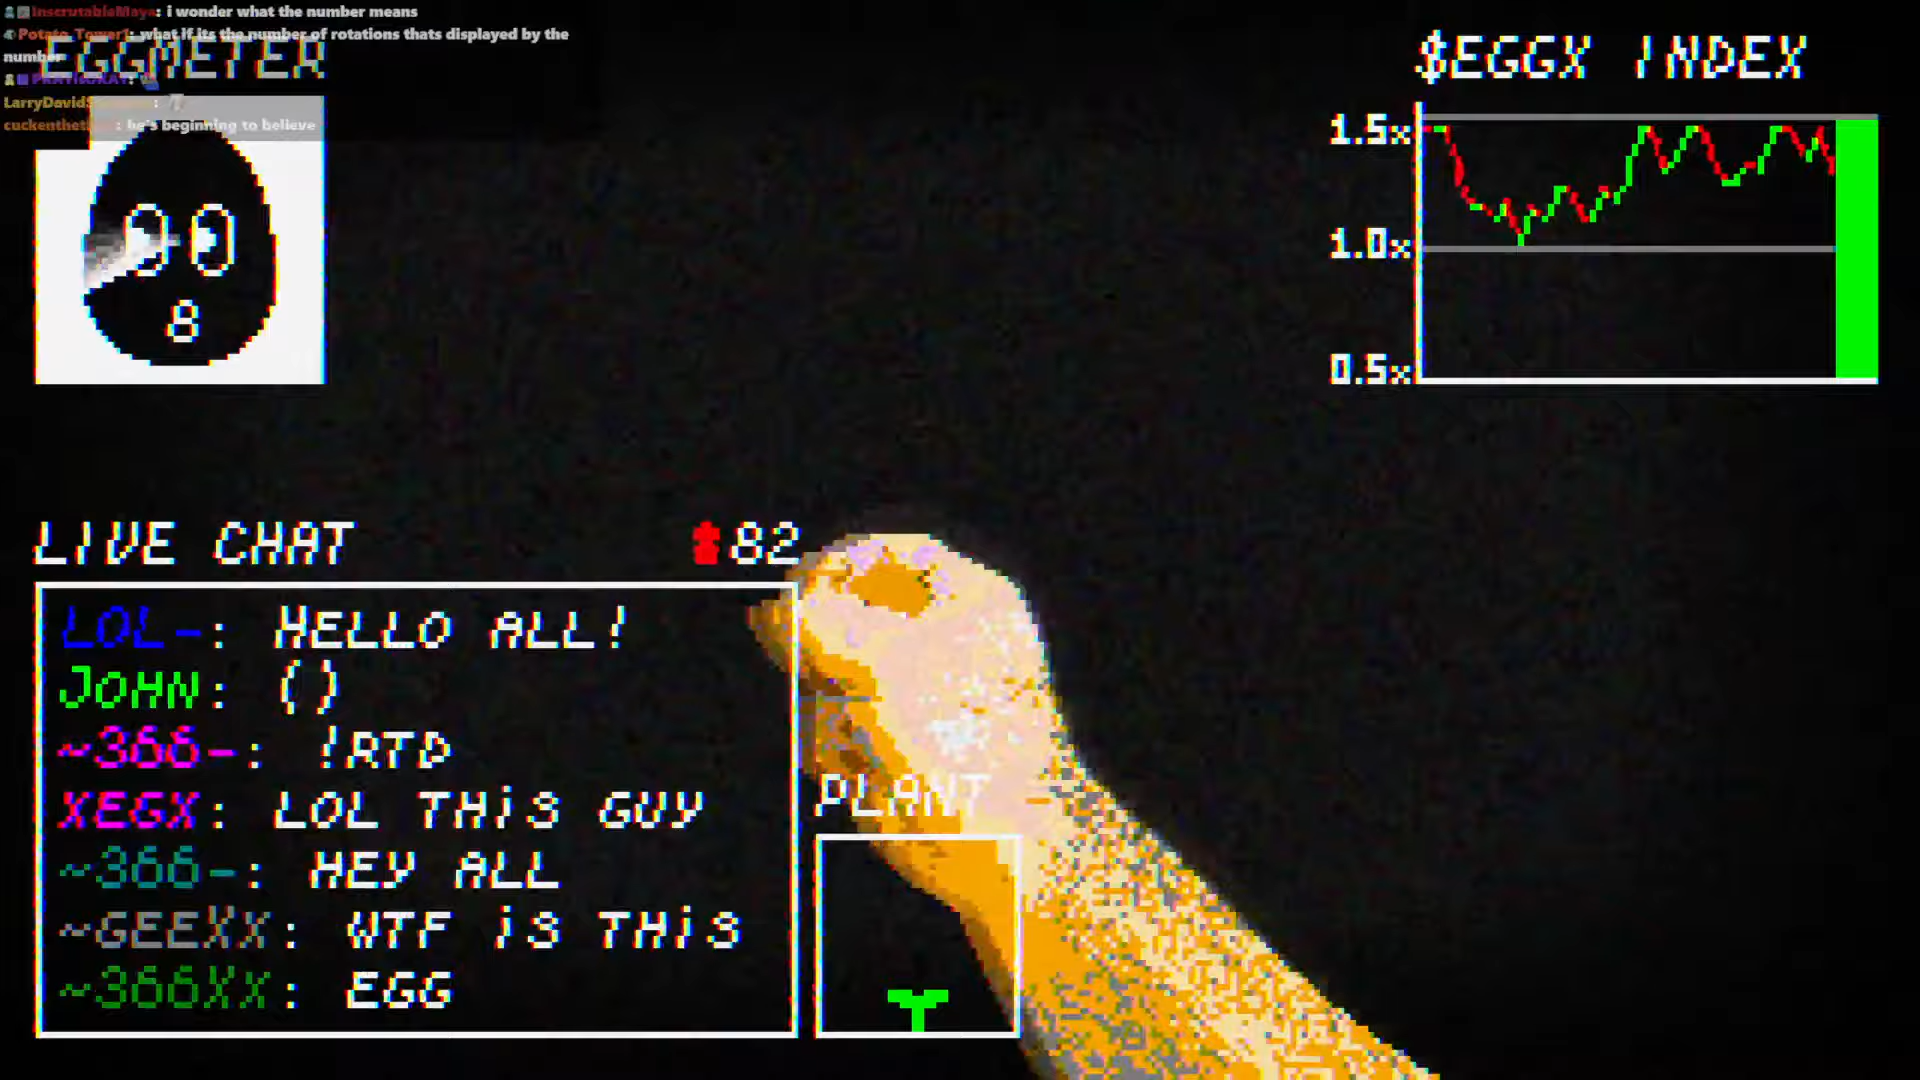 InscrutableMaya: i wonder what the number means
Potato_Tower1: what if its the number of rotations thats displayed by the
number
EGGMETER
he's beginning to believe
8
$EGGX INDEX
1.5x
1.0x
0.5x
LIVE CHAT
82
LOL-: HELLO ALL!
JOHN: ()
~366-: !RTD
XEGX: LOL THIS GUY
~366-: HEY ALL
~GEEXX: WTF IS THIS
~366XX: EGG
PLANT